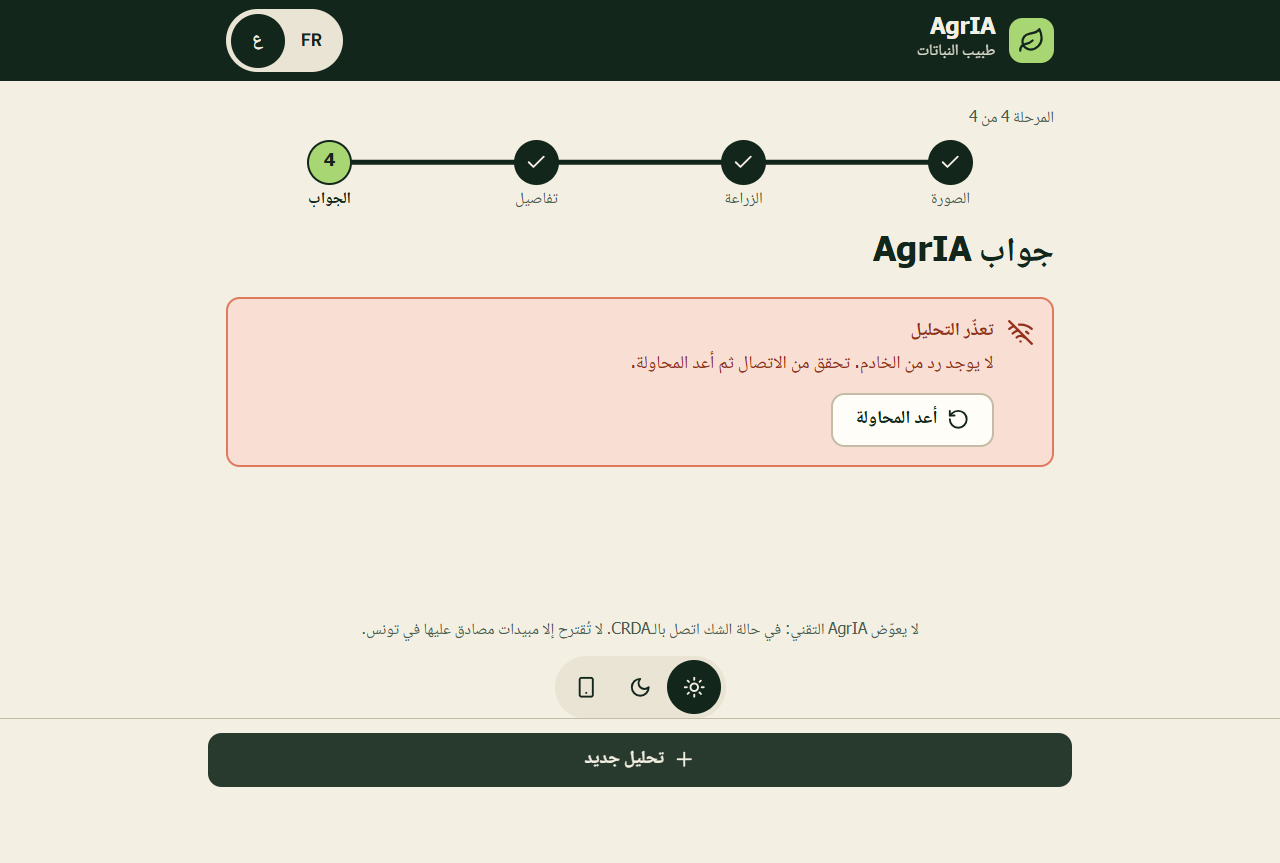 AgrIA
طبيب النباتات
FR
ع
المرحلة 4 من 4
الصورة
الزراعة
تفاصيل
4
الجواب
جواب AgrIA
تعذّر التحليل
لا يوجد رد من الخادم. تحقق من الاتصال ثم أعد المحاولة.
أعد المحاولة
لا يعوّض AgrIA التقني: في حالة الشك اتصل بالـCRDA. لا تُقترح إلا مبيدات مصادق عليها في تونس.
تحليل جديد